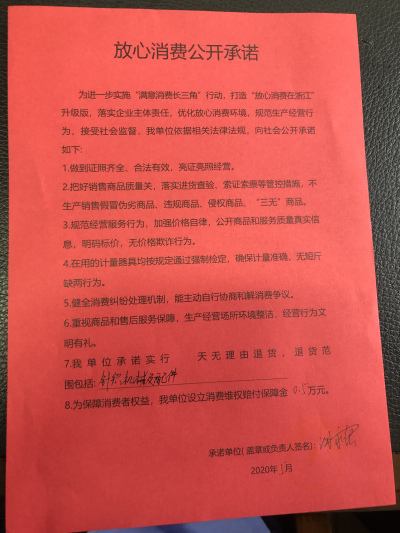 放心消费公开承诺
为进一步实施“满意消费长三角”行动，打造“放心消费在浙江”
升级版，落实企业主体责任，优化放心消费环境，规范生产经营行
为，接受社会监督，我单位依据相关法律法规，向社会公开承诺
如下：
1.做到证照齐全、合法有效，亮证亮照经营。
2.把好销售商品质量关，落实进货查验、索证索票等管控措施，不
生产销售假冒伪劣商品、违规商品、侵权商品、“三无”商品。
3.规范经营服务行为，加强价格自律，公开商品和服务质量真实信
息，明码标价，无价格欺诈行为。
4.在用的计量器具均按规定通过强制检定，确保计量准确，无短斤
缺两行为。
5.健全消费纠纷处理机制，能主动自行协商和解消费争议。
6.重视商品和售后服务保障，生产经营场所环境整洁，经营行为文
明有礼。
7.我单位承诺实行 天无理由退货，退货范
围包括：针织机械及配件
8.为保障消费者权益，我单位设立消费维权赔付保障金 0.5万元。
承诺单位(盖章或负责人签名)：
2020年 月